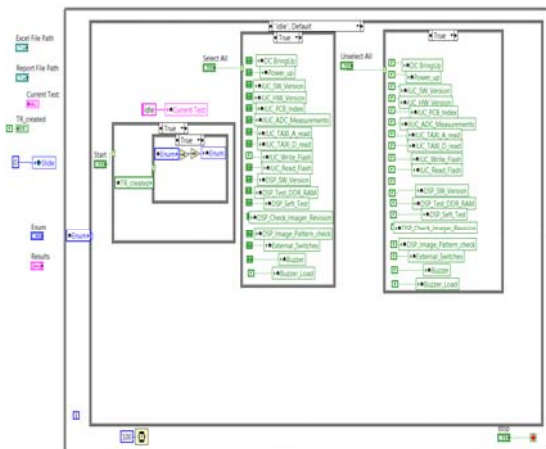 "Idle", Default
True
True
Excel File Path
Report File Path
Current Test:
TR_created
Slide
Enum
Results
Select All
Unselect All
Idle
Current Test
True
True
Enum
Enum
Start
TR_created
Enum
DC BringUp
Power_up
IUC_SW_Version
IUC_HW_Version
IUC_PCB_Index
IUC_ADC_Measurements
IUC_TAXI_A_read
IUC_TAXI_D_read
IUC_Write_Flash
IUC_Read_Flash
DSP_SW_Version
DSP_Test_DDR_RAM
DSP_Seft_Test
DSP_Check_Imager_Revision
DSP_Image_Pattern_check
External_Switches
Buzzer
Buzzer_Load
DC BringUp
Power_up
IUC_SW_Version
IUC_HW_Version
IUC_PCB_Index
IUC_ADC_Measurements
IUC_TAXI_A_read
IUC_TAXI_D_read
IUC_Write_Flash
IUC_Read_Flash
DSP_SW_Version
DSP_Test_DDR_RAM
DSP_Seft_Test
DSP_Check_Imager_Revision
DSP_Image_Pattern_check
External_Switches
Buzzer
Buzzer_Load
i
100
stop